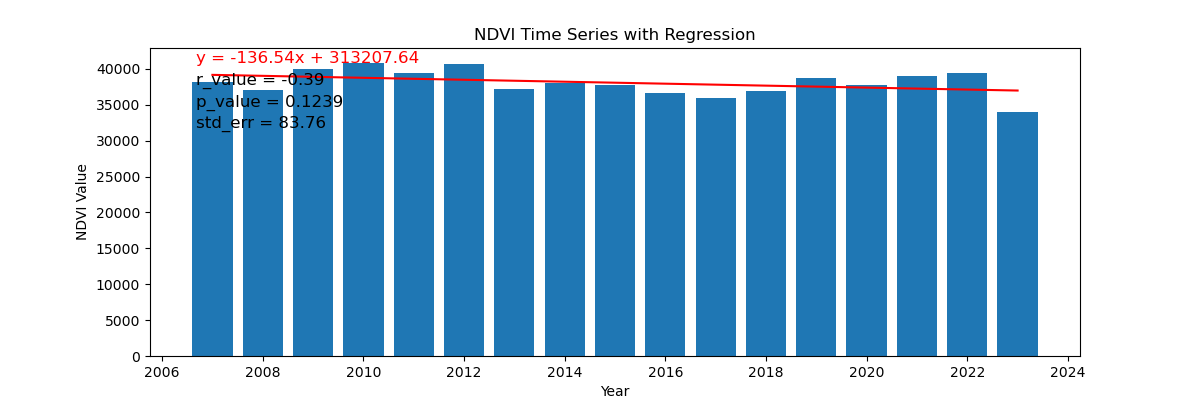 NDVI Time Series with Regression
y = -136.54x + 313207.64
r_value = -0.39
p_value = 0.1239
std_err = 83.76
40000
35000
30000
25000
20000
15000
10000
5000
0
NDVI Value
2006 2008 2010 2012 2014 2016 2018 2020 2022 2024
Year